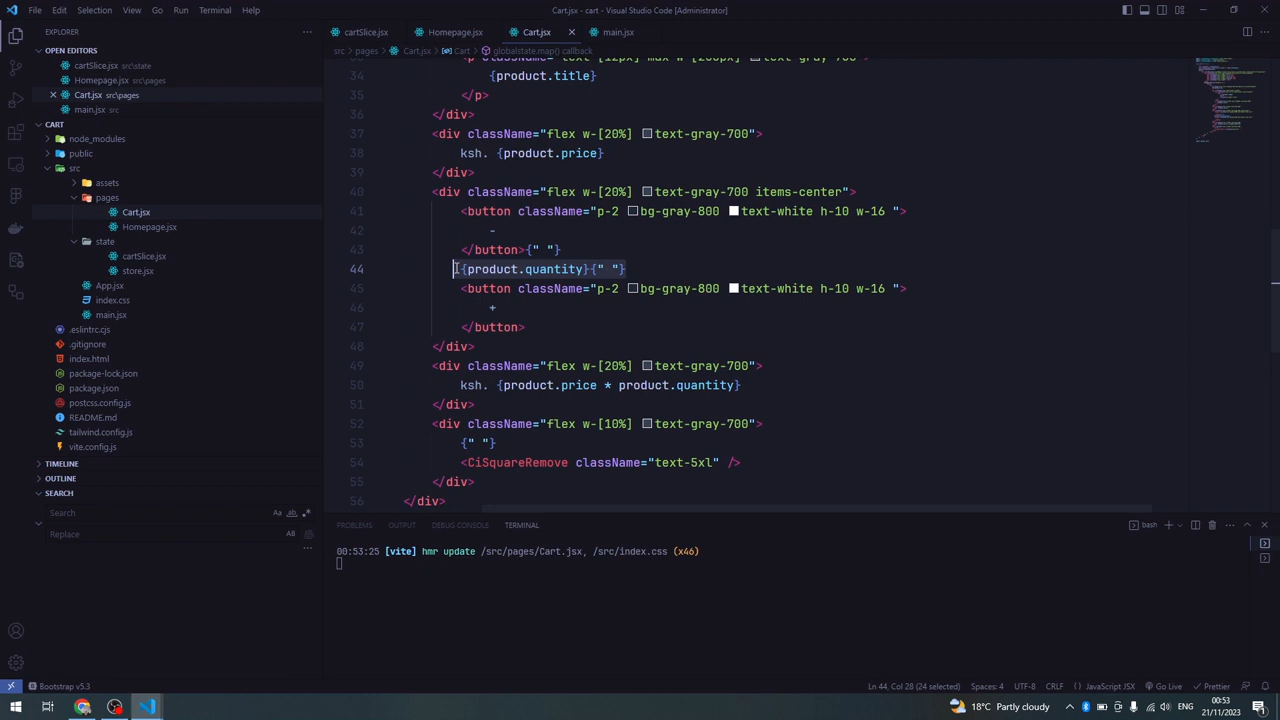 File Edit Selection View Go Run Terminal Help
Cart.jsx - cart - Visual Studio Code [Administrator]
EXPLORER
OPEN EDITORS
cartSlice.jsx src\state
Homepage.jsx src\pages
Cart.jsx src\pages
main.jsx src
CART
node_modules
public
src
assets
pages
Cart.jsx
Homepage.jsx
state
cartSlice.jsx
store.jsx
App.jsx
index.css
main.jsx
.eslintrc.cjs
.gitignore
index.html
package-lock.json
package.json
postcss.config.js
README.md
tailwind.config.js
vite.config.js
TIMELINE
OUTLINE
SEARCH
Search
Aa ab .*
Replace
AB
cartSlice.jsx Homepage.jsx Cart.jsx main.jsx
src > pages > Cart.jsx > Cart > globalstate.map() callback
34 {product.title}
35 </p>
36 </div>
37 <div className="flex w-[20%] text-gray-700">
38 ksh. {product.price}
39 </div>
40 <div className="flex w-[20%] text-gray-700 items-center">
41 <button className="p-2 bg-gray-800 text-white h-10 w-16 ">
42 -
43 </button>{" "}
44 {product.quantity}{" "}
45 <button className="p-2 bg-gray-800 text-white h-10 w-16 ">
46 +
47 </button>
48 </div>
49 <div className="flex w-[20%] text-gray-700">
50 ksh. {product.price * product.quantity}
51 </div>
52 <div className="flex w-[10%] text-gray-700">
53 {" "}
54 <CiSquareRemove className="text-5xl" />
55 </div>
56 </div>
PROBLEMS OUTPUT DEBUG CONSOLE TERMINAL
bash
00:53:25 [vite] hmr update /src/pages/Cart.jsx, /src/index.css (x46)
Bootstrap v5.3
Ln 44, Col 28 (24 selected) Spaces: 4 UTF-8 CRLF {} JavaScript JSX Go Live Prettier
18°C Partly cloudy
00:53
21/11/2023